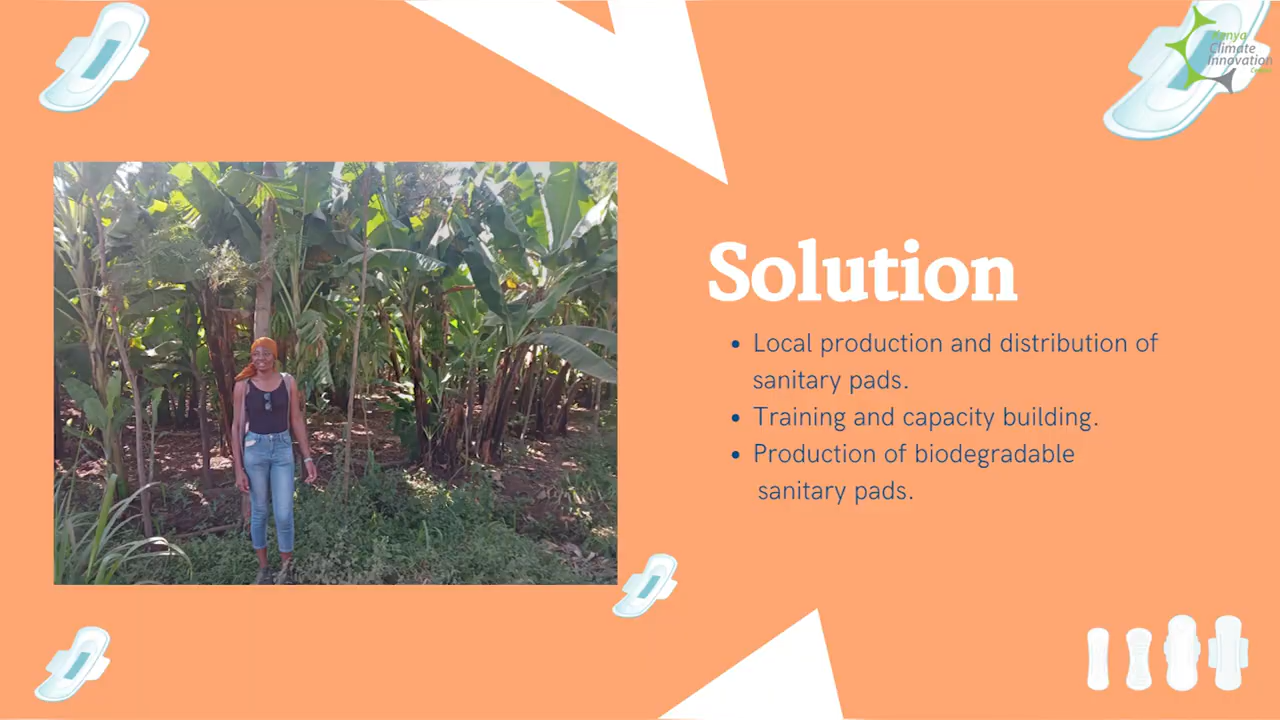 Kenya
Climate
Innovation
Solution
• Local production and distribution of
sanitary pads.
• Training and capacity building.
• Production of biodegradable
sanitary pads.